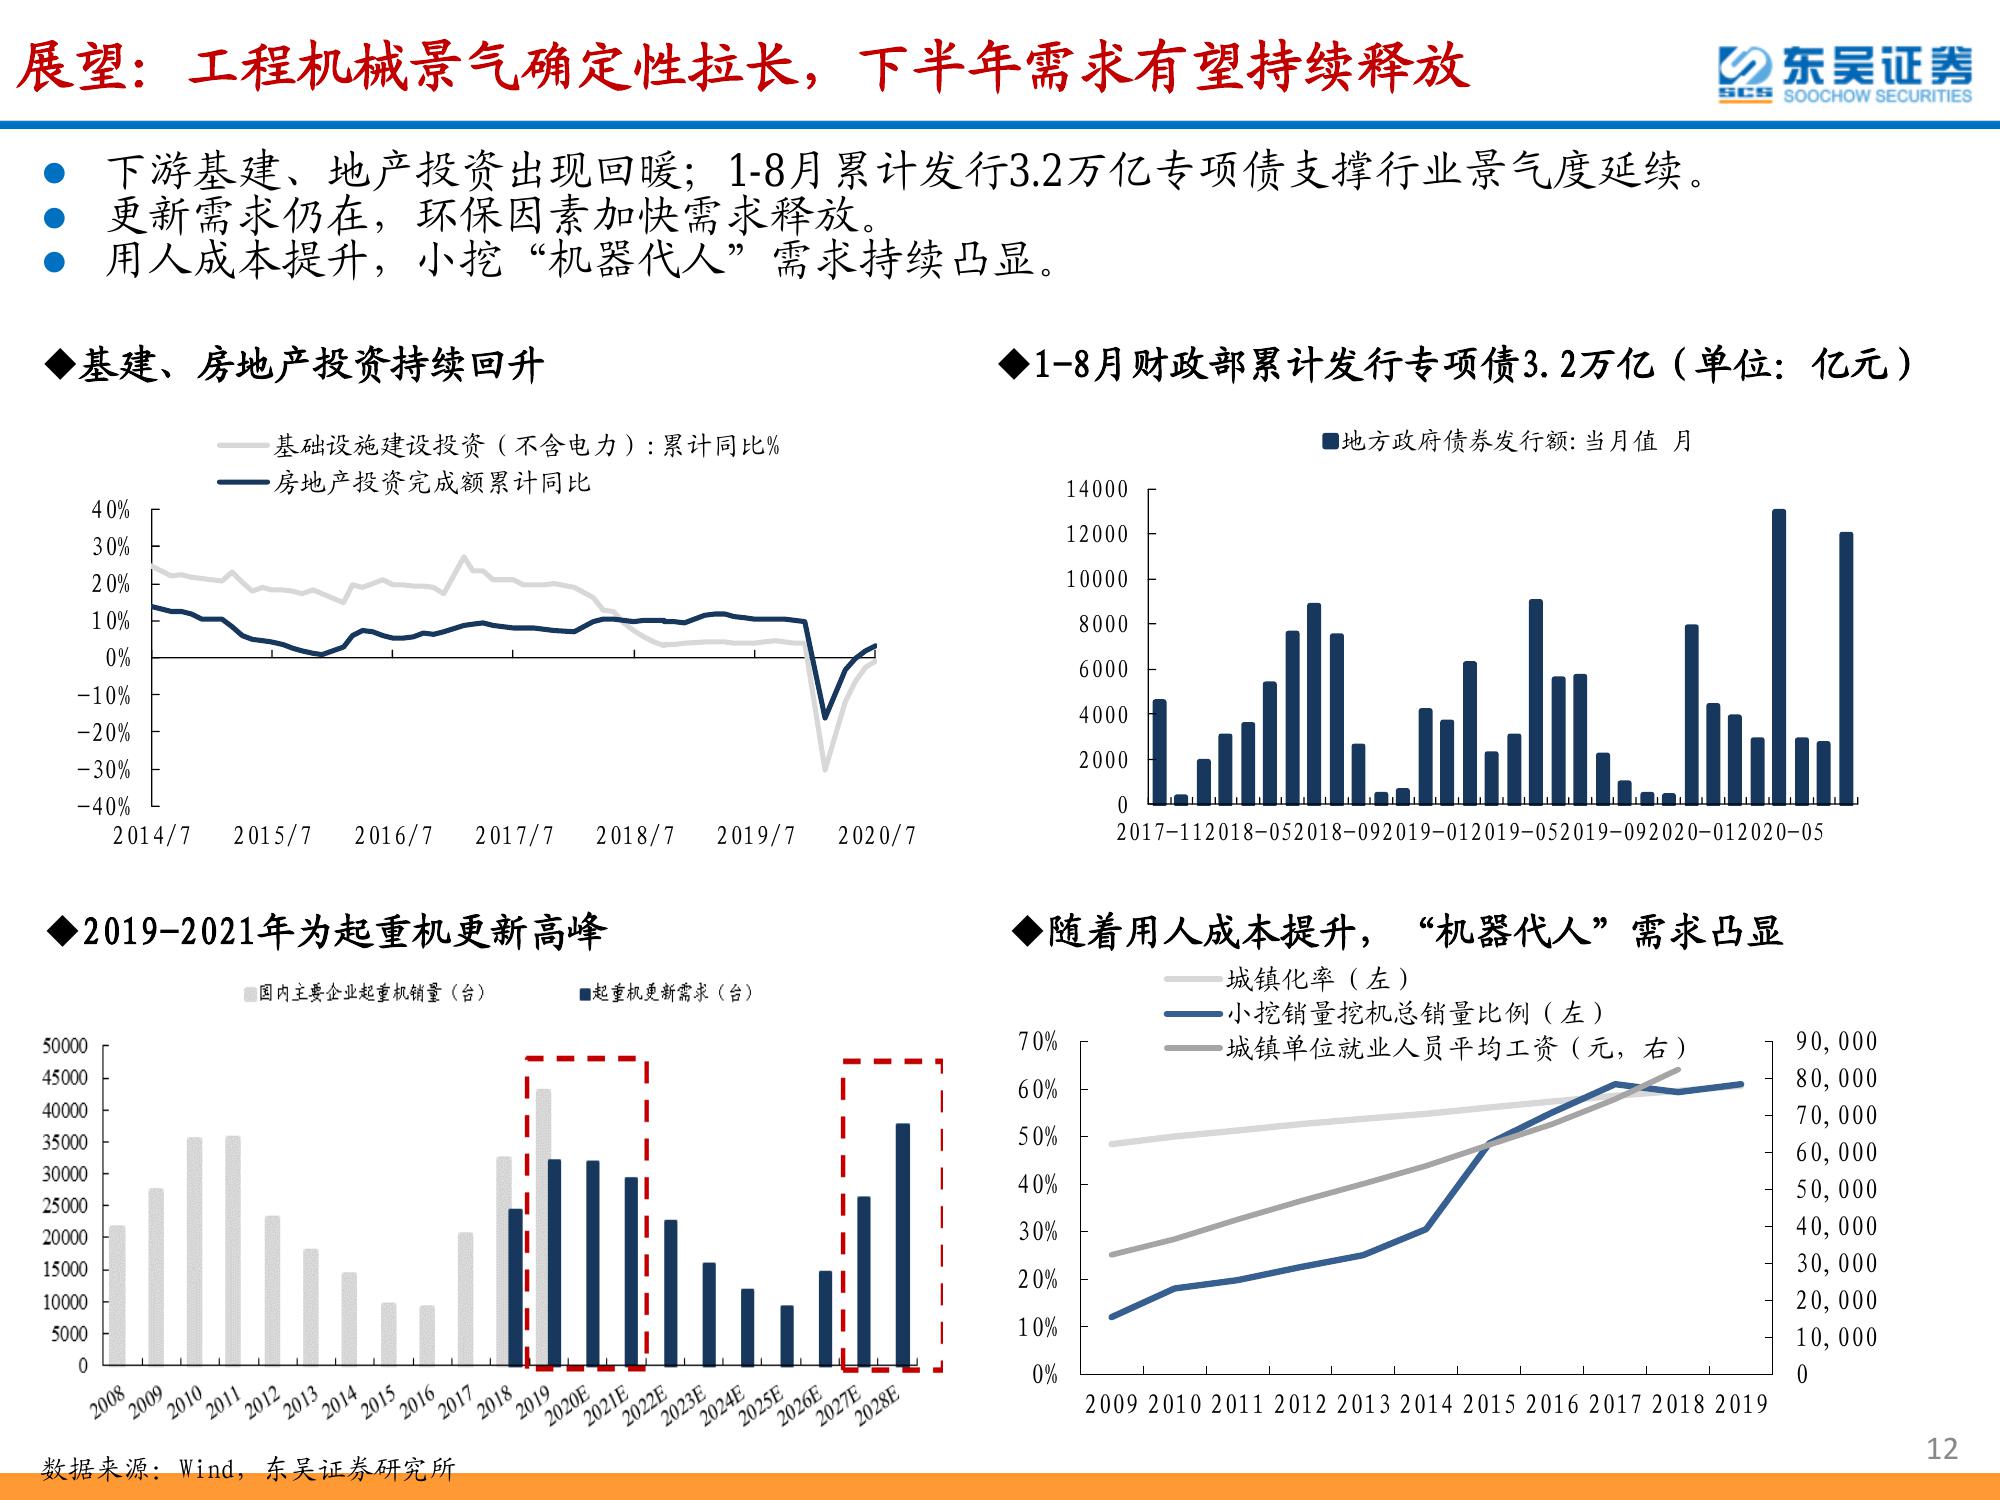 展望：工程机械景气确定性拉长，下半年需求有望持续释放
东吴证券
SCS
SOOCHOW SECURITIES
● 下游基建、地产投资出现回暖；1-8月累计发行3.2万亿专项债支撑行业景气度延续。
● 更新需求仍在，环保因素加快需求释放。
● 用人成本提升，小挖“机器代人”需求持续凸显。
◆基建、房地产投资持续回升
基础设施建设投资（不含电力）:累计同比%
房地产投资完成额累计同比
40%
30%
20%
10%
0%
-10%
-20%
-30%
-40%
2014/7 2015/7 2016/7 2017/7 2018/7 2019/7 2020/7
◆1-8月财政部累计发行专项债3.2万亿（单位：亿元）
地方政府债券发行额:当月值 月
14000
12000
10000
8000
6000
4000
2000
0
2017-11 2018-05 2018-09 2019-01 2019-05 2019-09 2020-01 2020-05
◆2019-2021年为起重机更新高峰
国内主要企业起重机销量（台） 起重机更新需求（台）
50000
45000
40000
35000
30000
25000
20000
15000
10000
5000
0
2008 2009 2010 2011 2012 2013 2014 2015 2016 2017 2018 2019 2020E 2021E 2022E 2023E 2024E 2025E 2026E 2027E 2028E
◆随着用人成本提升，“机器代人”需求凸显
城镇化率（左）
小挖销量挖机总销量比例（左）
城镇单位就业人员平均工资（元，右）
70%
60%
50%
40%
30%
20%
10%
0%
90,000
80,000
70,000
60,000
50,000
40,000
30,000
20,000
10,000
0
2009 2010 2011 2012 2013 2014 2015 2016 2017 2018 2019
数据来源：Wind，东吴证券研究所
12